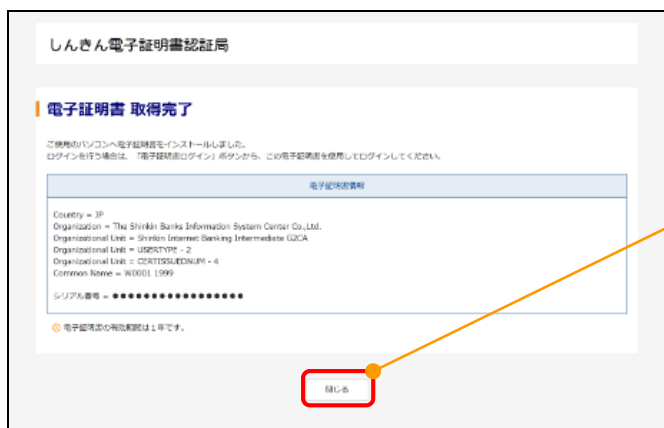 しんきん電子証明書認証局
電子証明書 取得完了
ご使用のパソコンへ電子証明書をインストールしました。
ログインを行う場合は、「電子証明書ログイン」ボタンから、この電子証明書を使用してログインしてください。
電子証明書情報
Country = JP
Organization = The Shinkin Banks Information System Center Co.,Ltd.
Organizational Unit = Shinkin Internet Banking Intermediate G2CA
Organizational Unit = USERTYPE - 2
Organizational Unit = CERTISSUEDNUM - 4
Common Name = W0001 1999
シリアル番号 = ●●●●●●●●●●●●●●●●●
電子証明書の有効期間は１年です。
閉じる